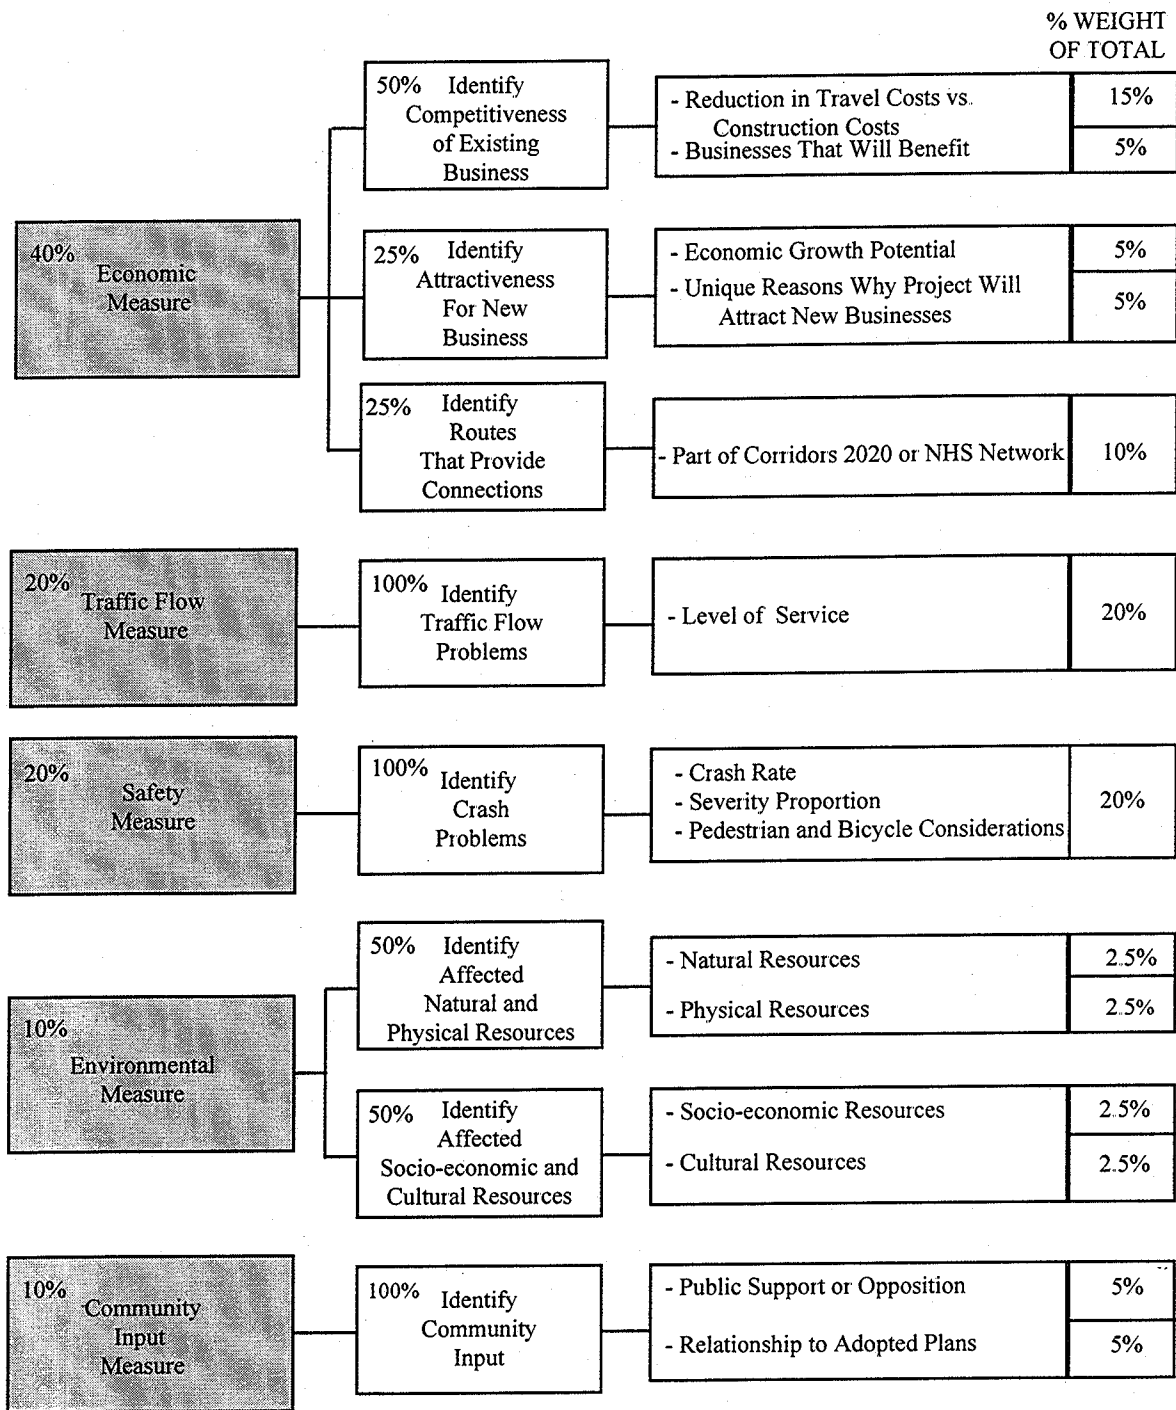 % WEIGHT
OF TOTAL
40%
Economic
Measure
50% Identify
Competitiveness
of Existing
Business
- Reduction in Travel Costs vs.
Construction Costs
- Businesses That Will Benefit
15%
5%
25% Identify
Attractiveness
For New
Business
- Economic Growth Potential
- Unique Reasons Why Project Will
Attract New Businesses
5%
5%
25% Identify
Routes
That Provide
Connections
- Part of Corridors 2020 or NHS Network
10%
20%
Traffic Flow
Measure
100% Identify
Traffic Flow
Problems
- Level of Service
20%
20%
Safety
Measure
100% Identify
Crash
Problems
- Crash Rate
- Severity Proportion
- Pedestrian and Bicycle Considerations
20%
10%
Environmental
Measure
50% Identify
Affected
Natural and
Physical Resources
- Natural Resources
- Physical Resources
2.5%
2.5%
50% Identify
Affected
Socio-economic and
Cultural Resources
- Socio-economic Resources
- Cultural Resources
2.5%
2.5%
10%
Community
Input
Measure
100% Identify
Community
Input
- Public Support or Opposition
- Relationship to Adopted Plans
5%
5%